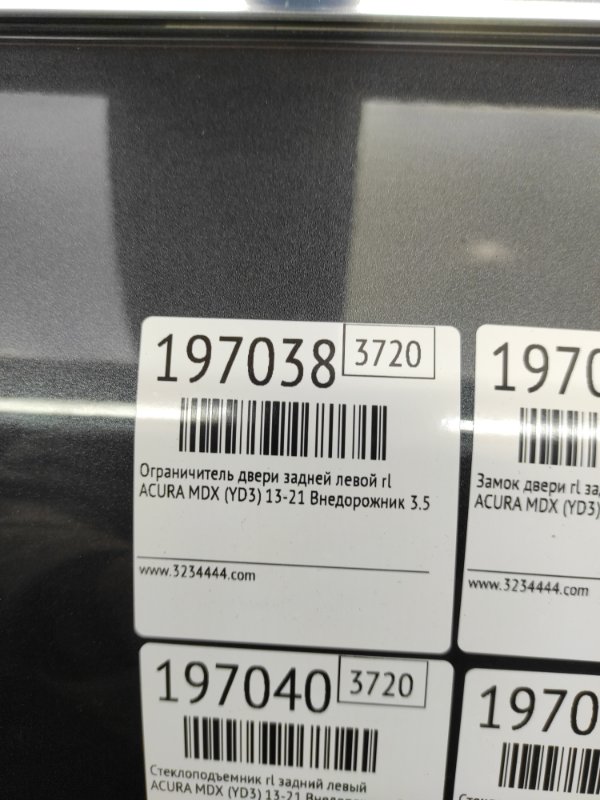 197038 3720
Ограничитель двери задней левой rl
ACURA MDX (YD3) 13-21 Внедорожник 3.5
www.3234444.com
1970
Замок двери rl
ACURA MDX (YD3)
www.3234444.com
197040 3720
Стеклоподъемник rl задний левый
ACURA MDX (YD3) 13-21 Внедорожник
1970